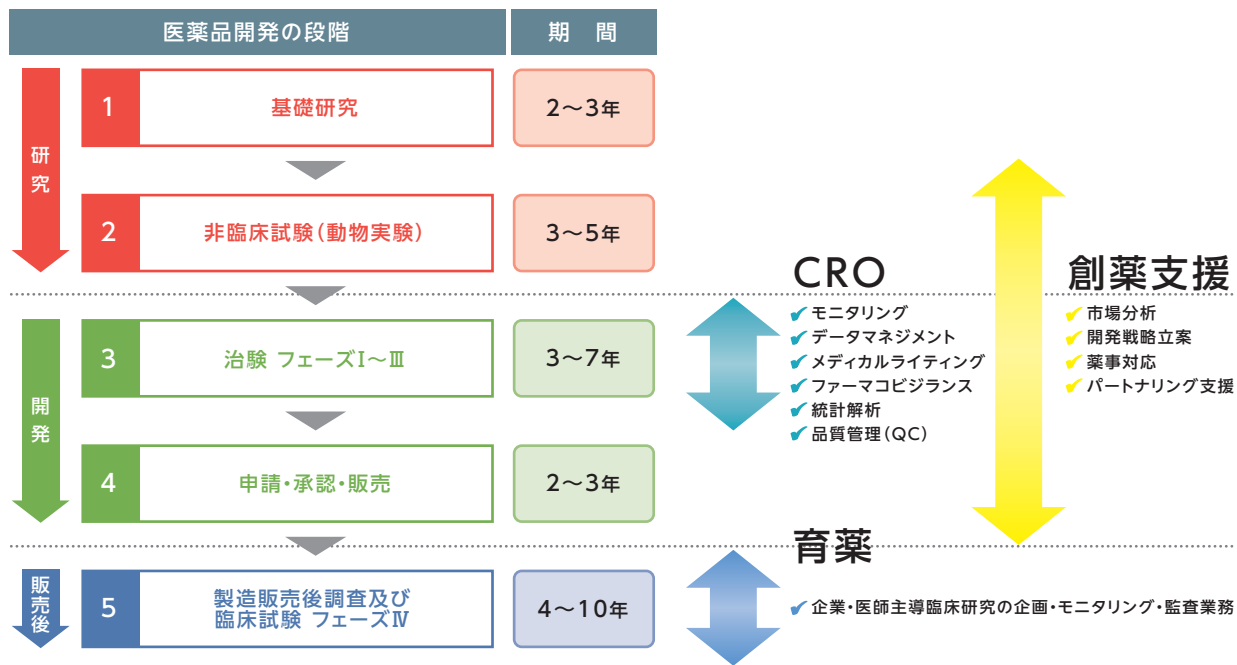 医薬品開発の段階
期 間
研究
1
基礎研究
2〜3年
2
非臨床試験(動物実験)
3〜5年
開発
3
治験 フェーズⅠ〜Ⅲ
3〜7年
4
申請・承認・販売
2〜3年
販売後
5
製造販売後調査及び
臨床試験 フェーズⅣ
4〜10年
CRO
✔ モニタリング
✔ データマネジメント
✔ メディカルライティング
✔ ファーマコビジランス
✔ 統計解析
✔ 品質管理(QC)
創薬支援
✔ 市場分析
✔ 開発戦略立案
✔ 薬事対応
✔ パートナリング支援
育薬
✔ 企業・医師主導臨床研究の企画・モニタリング・監査業務